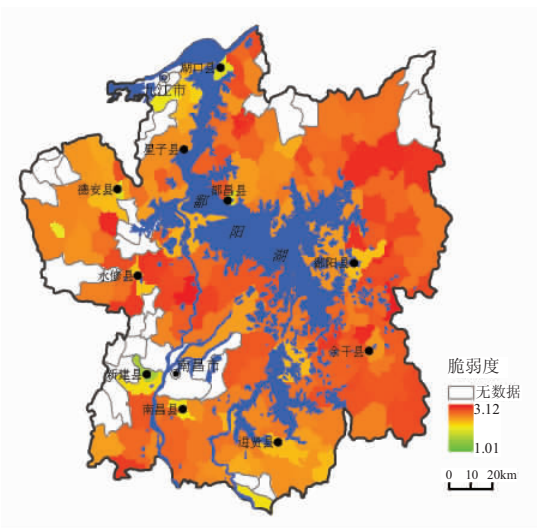 湖口县
九江市
星子县
德安县
都昌县
鄱
阳
湖
永修县
鄱阳县
余干县
新建县
南昌市
南昌县
进贤县
脆弱度
无数据
3.12
1.01
0 10 20km